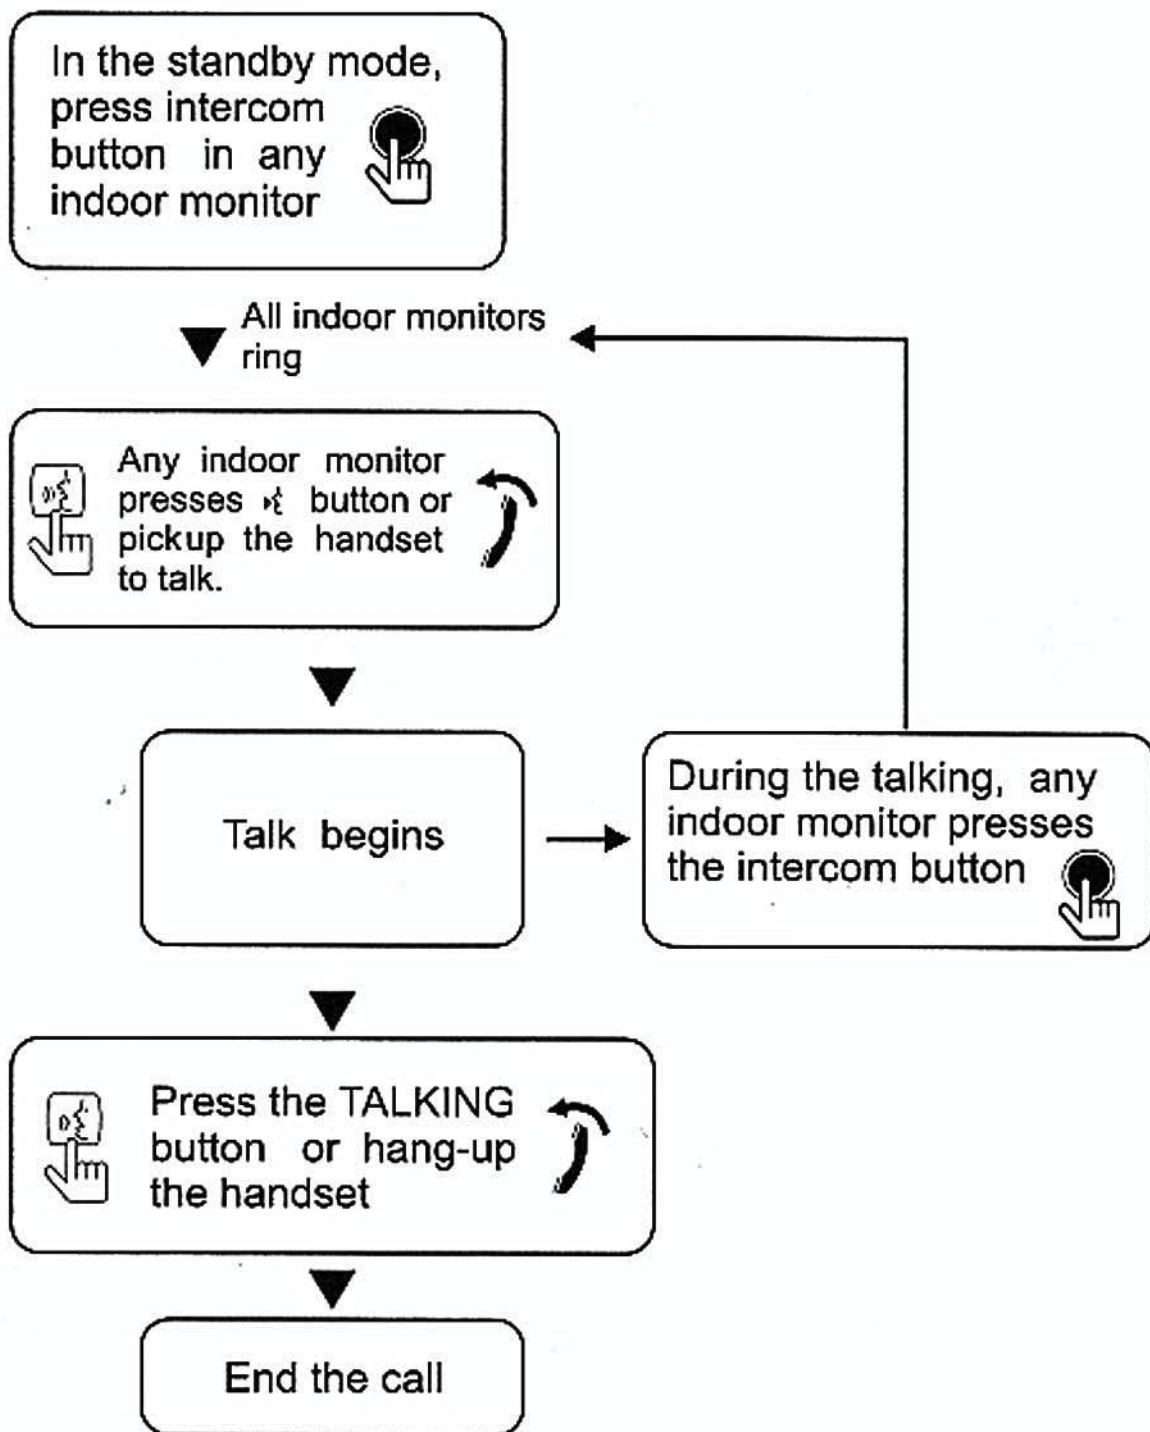 In the standby mode,
press intercom
button in any
indoor monitor
All indoor monitors
ring
Any indoor monitor
presses button or
pickup the handset
to talk.
Talk begins
During the talking, any
indoor monitor presses
the intercom button
Press the TALKING
button or hang-up
the handset
End the call